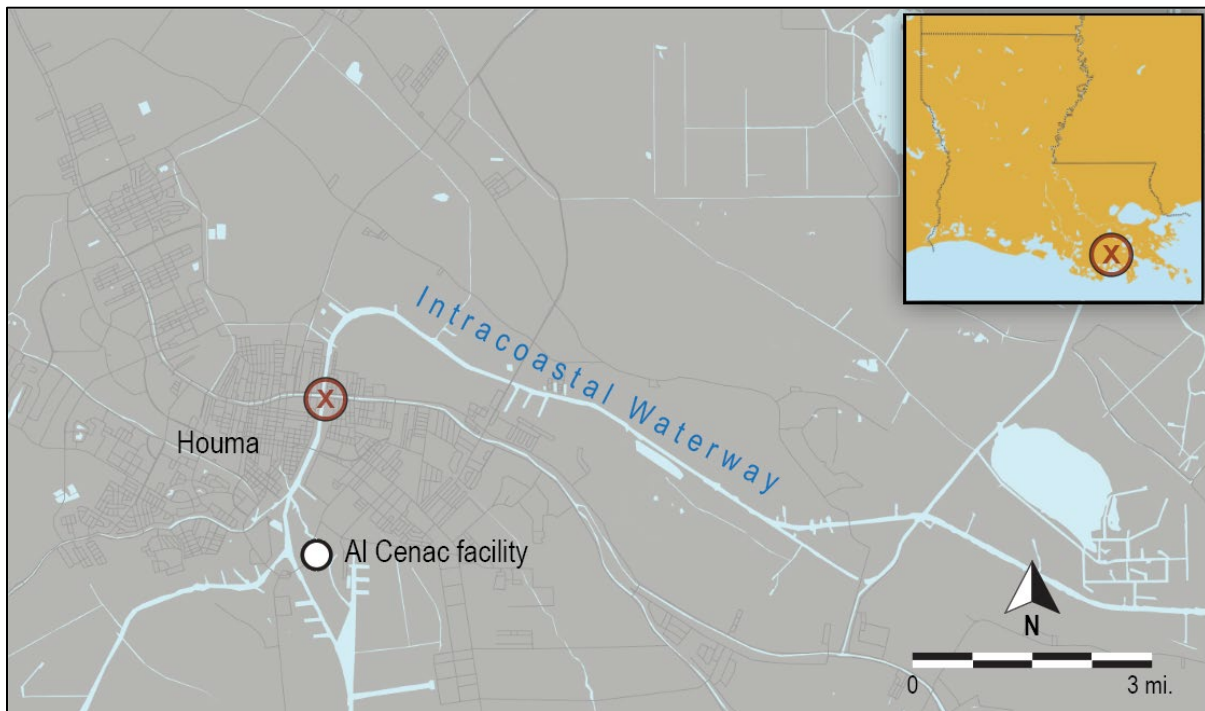 X
Intracoastal Waterway
X
Houma
Al Cenac facility
N
0 3 mi.